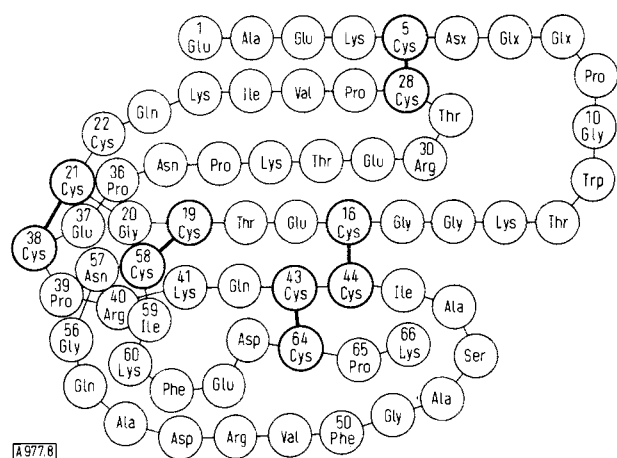 1
Glu
Ala
Glu
Lys
5
Cys
Asx
Glx
Glx
Pro
10
Gly
Trp
Thr
Lys
Gly
Gly
16
Cys
Glu
Thr
19
Cys
20
Gly
21
Cys
22
Cys
Gln
Lys
Ile
Val
Pro
28
Cys
Thr
30
Arg
Glu
Thr
Lys
Pro
Asn
36
Pro
37
Glu
38
Cys
39
Pro
40
Arg
41
Lys
Gln
43
Cys
44
Cys
Ile
Ala
Ser
Ala
Gly
50
Phe
Val
Arg
Asp
Ala
Gln
56
Gly
57
Asn
58
Cys
59
Ile
60
Lys
Phe
Glu
Asp
64
Cys
65
Pro
66
Lys
A 977.8